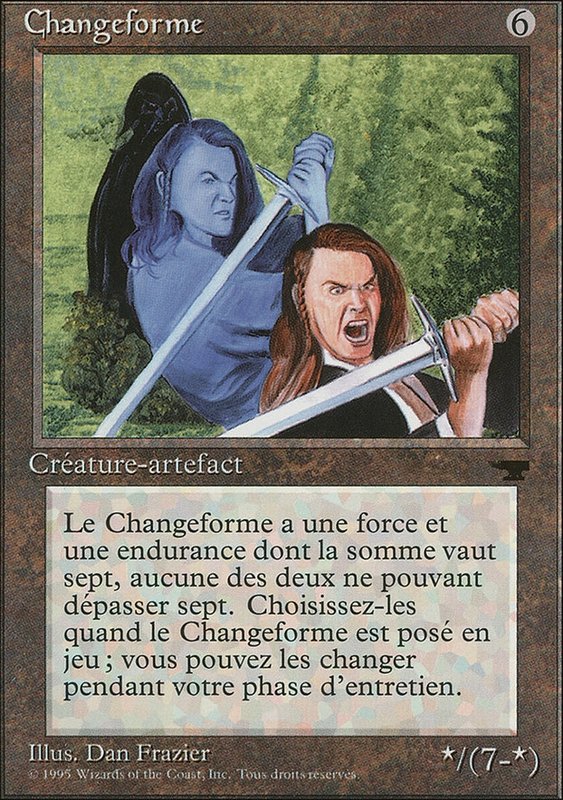 Changeforme 6
Créature-artefact
Le Changeforme a une force et
une endurance dont la somme vaut
sept, aucune des deux ne pouvant
dépasser sept. Choisissez-les
quand le Changeforme est posé en
jeu ; vous pouvez les changer
pendant votre phase d'entretien.
Illus. Dan Frazier
*/(7-*)
© 1995 Wizards of the Coast, Inc. Tous droits réservés.